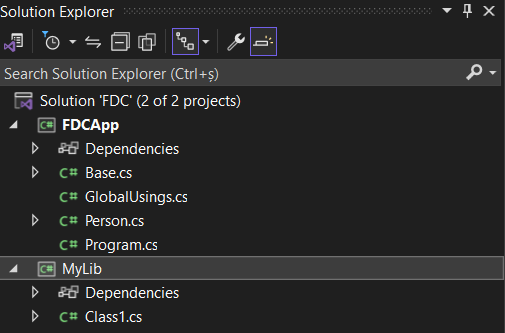 Solution Explorer
Search Solution Explorer (Ctrl+ş)
Solution 'FDC' (2 of 2 projects)
C# FDCApp
Dependencies
C# Base.cs
C# GlobalUsings.cs
C# Person.cs
C# Program.cs
C# MyLib
Dependencies
C# Class1.cs